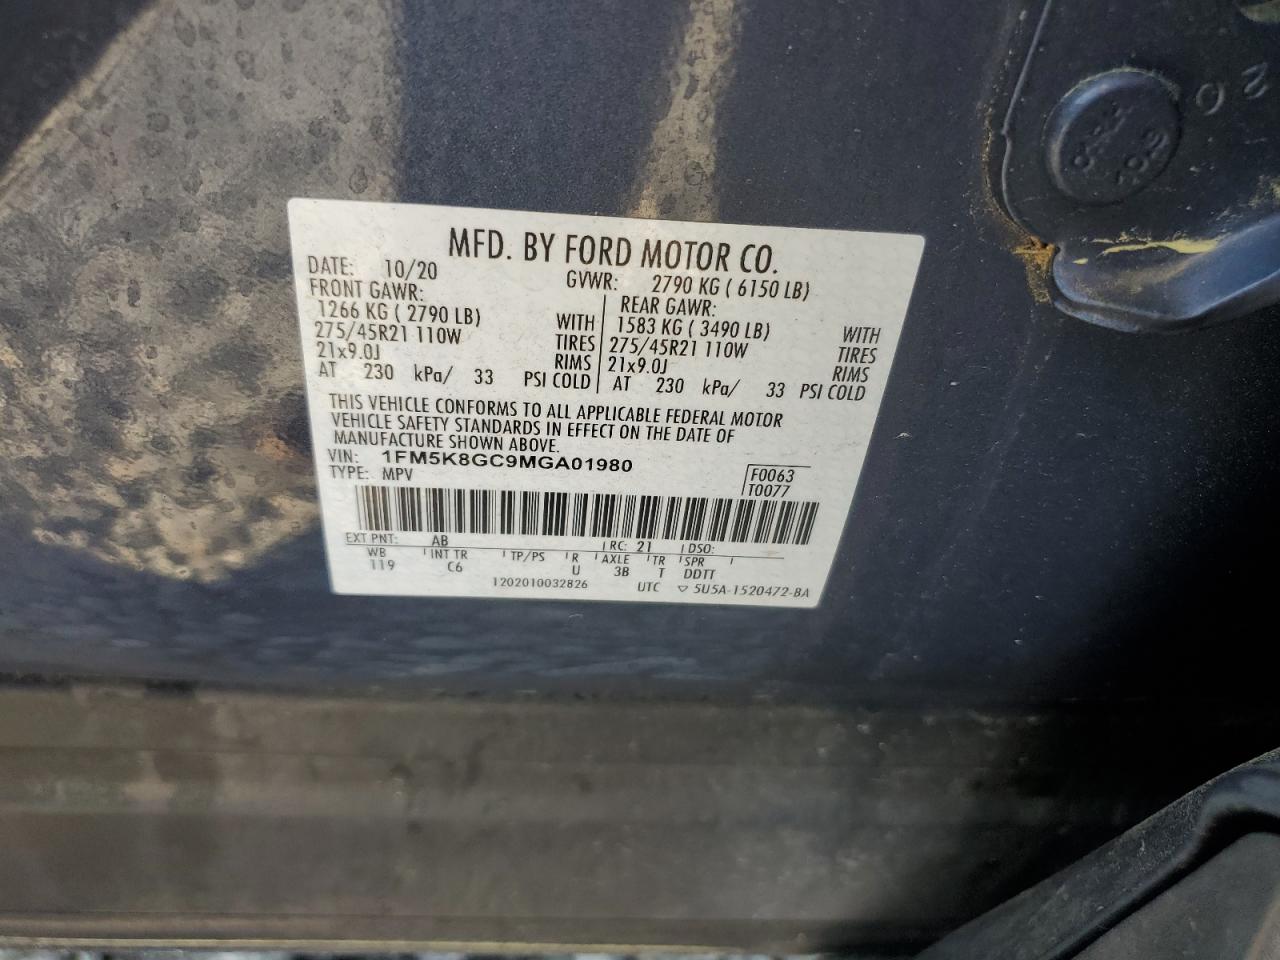 MFD. BY FORD MOTOR CO.
DATE: 10/20 GVWR: 2790 KG ( 6150 LB)
FRONT GAWR: REAR GAWR:
1266 KG ( 2790 LB) WITH 1583 KG ( 3490 LB) WITH
275/45R21 110W TIRES 275/45R21 110W TIRES
21x9.0J RIMS 21x9.0J RIMS
AT 230 kPa/ 33 PSI COLD AT 230 kPa/ 33 PSI COLD
THIS VEHICLE CONFORMS TO ALL APPLICABLE FEDERAL MOTOR
VEHICLE SAFETY STANDARDS IN EFFECT ON THE DATE OF
MANUFACTURE SHOWN ABOVE.
VIN: 1FM5K8GC9MGA01980
TYPE: MPV F0063
T0077
EXT PNT: AB RC: 21 DSO:
WB INT TR TP/PS R AXLE TR SPR
119 C6 U 3B T DDTT
1202010032826 UTC ▽ 5U5A-1520472-BA
20